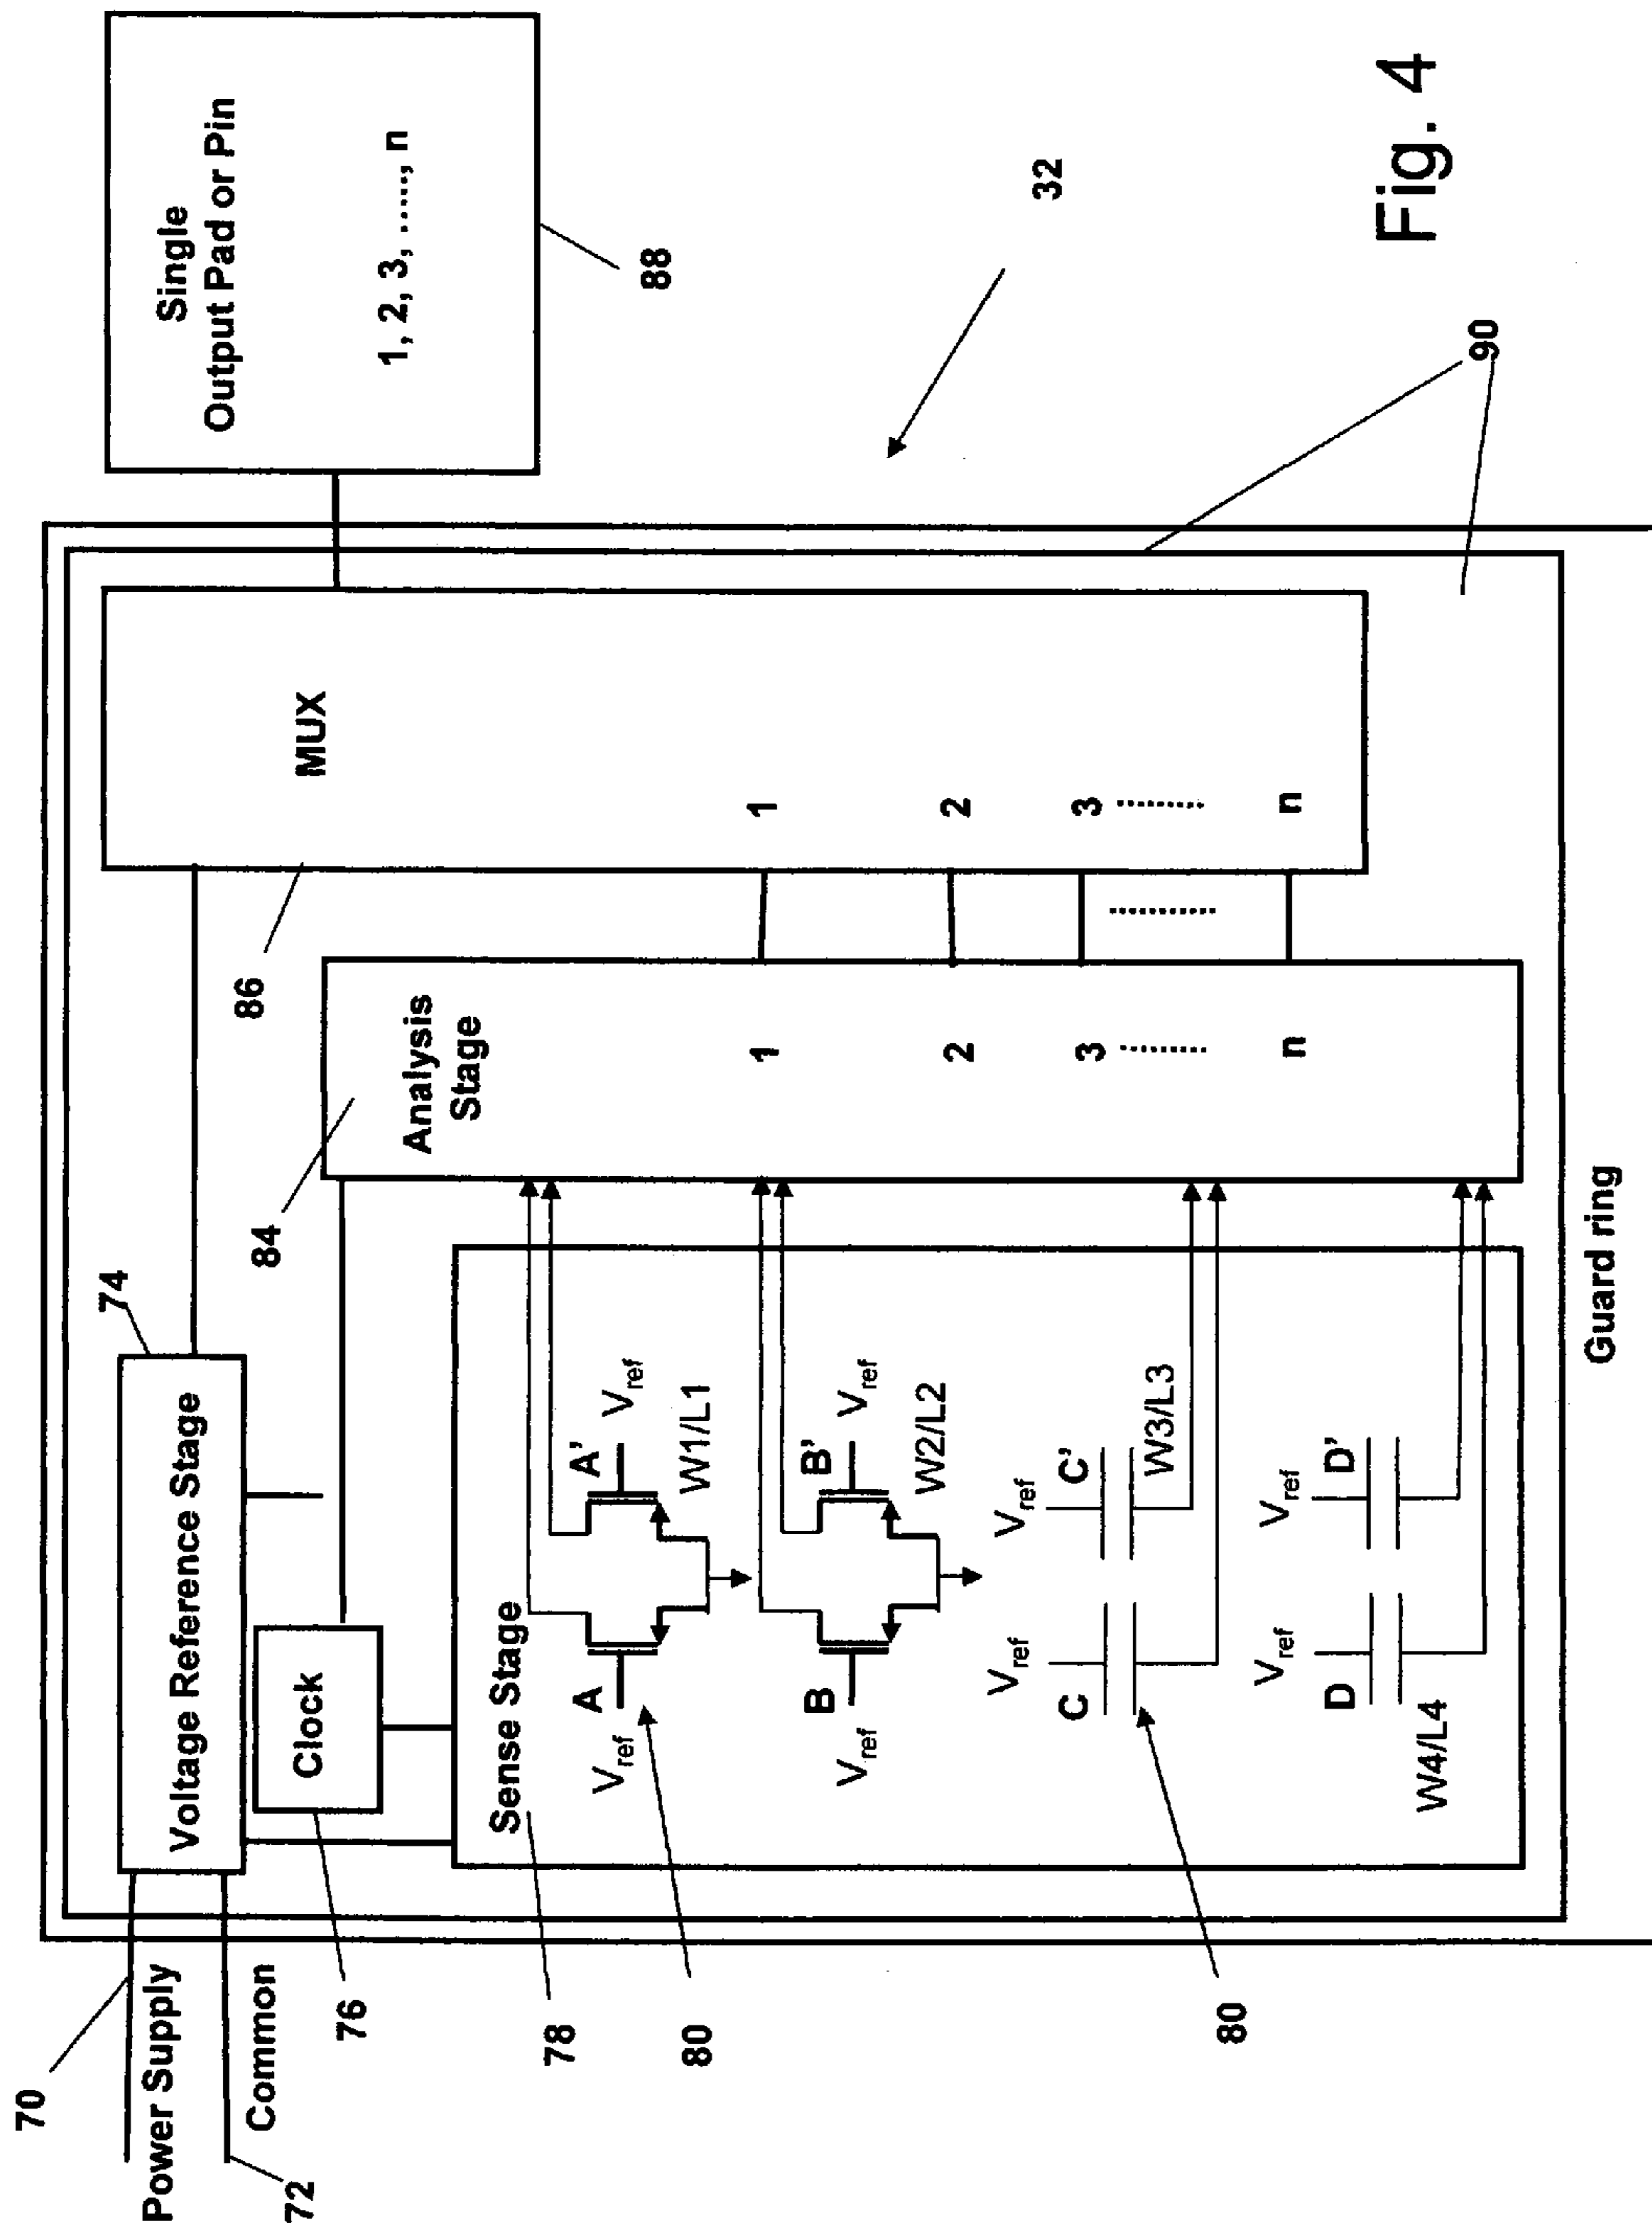 70
Power Supply
Common
72
74
Voltage Reference Stage
76
Clock
78
Sense Stage
80
A
A'
Vref
Vref
W1/L1
B
B'
Vref
Vref
W2/L2
80
Vref
Vref
C
C'
W3/L3
Vref
Vref
D
D'
W4/L4
84
Analysis
Stage
1
2
3 ........
n
..........
86
MUX
1
2
3 ........
n
Single
Output Pad or Pin
1, 2, 3, ....., n
88
32
90
Guard ring
Fig. 4